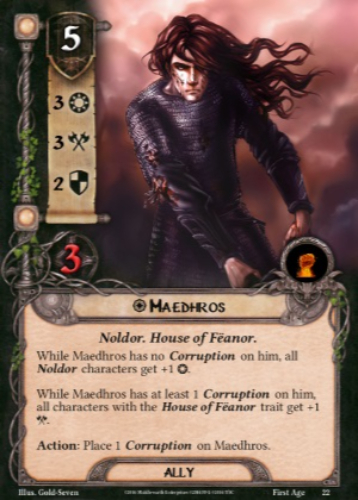 5
3
3
2
3
Maedhros
Noldor. House of Fëanor.
While Maedhros has no Corruption on him, all
Noldor characters get +1
While Maedhros has at least 1 Corruption on him,
all characters with the House of Fëanor trait get +1
.
Action: Place 1 Corruption on Maedhros.
ALLY
Illus. Gold-Seven
First Age
22